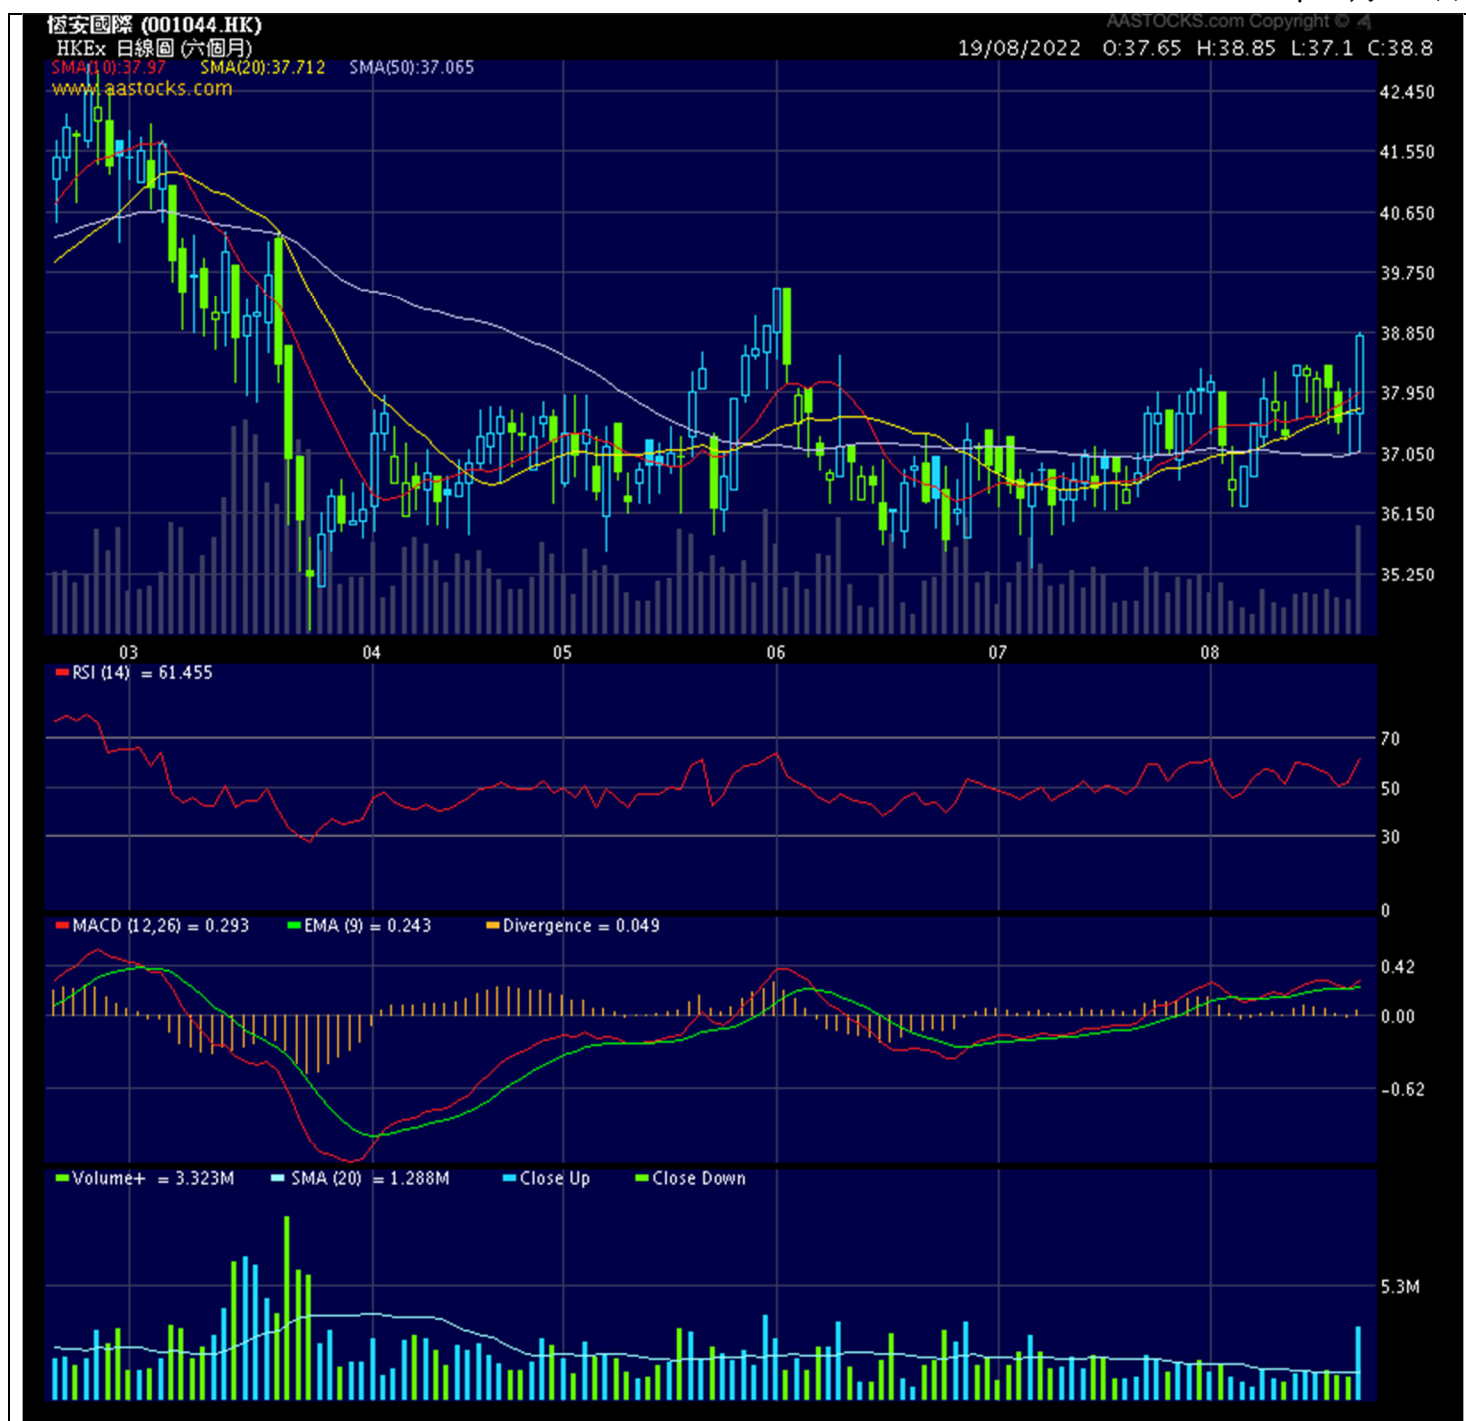 AASTOCKS.com Copyright ©
恆安國際 (001044.HK)
HKEx 日線圖 (六個月)
19/08/2022 O:37.65 H:38.85 L:37.1 C:38.8
SMA(10):37.97 SMA(20):37.712 SMA(50):37.065
www.aastocks.com
42.450
41.550
40.650
39.750
38.850
37.950
37.050
36.150
35.250
03 04 05 06 07 08
RSI (14) = 61.455
70
50
30
0
MACD (12,26) = 0.293 EMA (9) = 0.243 Divergence = 0.049
0.42
0.00
-0.62
Volume+ = 3.323M SMA (20) = 1.288M Close Up Close Down
5.3M